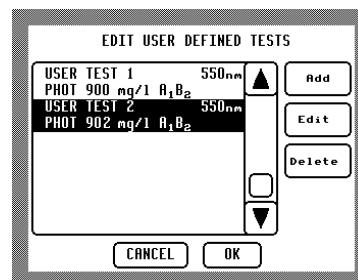 EDIT USER DEFINED TESTS
USER TEST 1 550nm
PHOT 900 mg/l A₁B₂
USER TEST 2 550nm
PHOT 902 mg/l A₁B₂
Add
Edit
Delete
CANCEL
OK